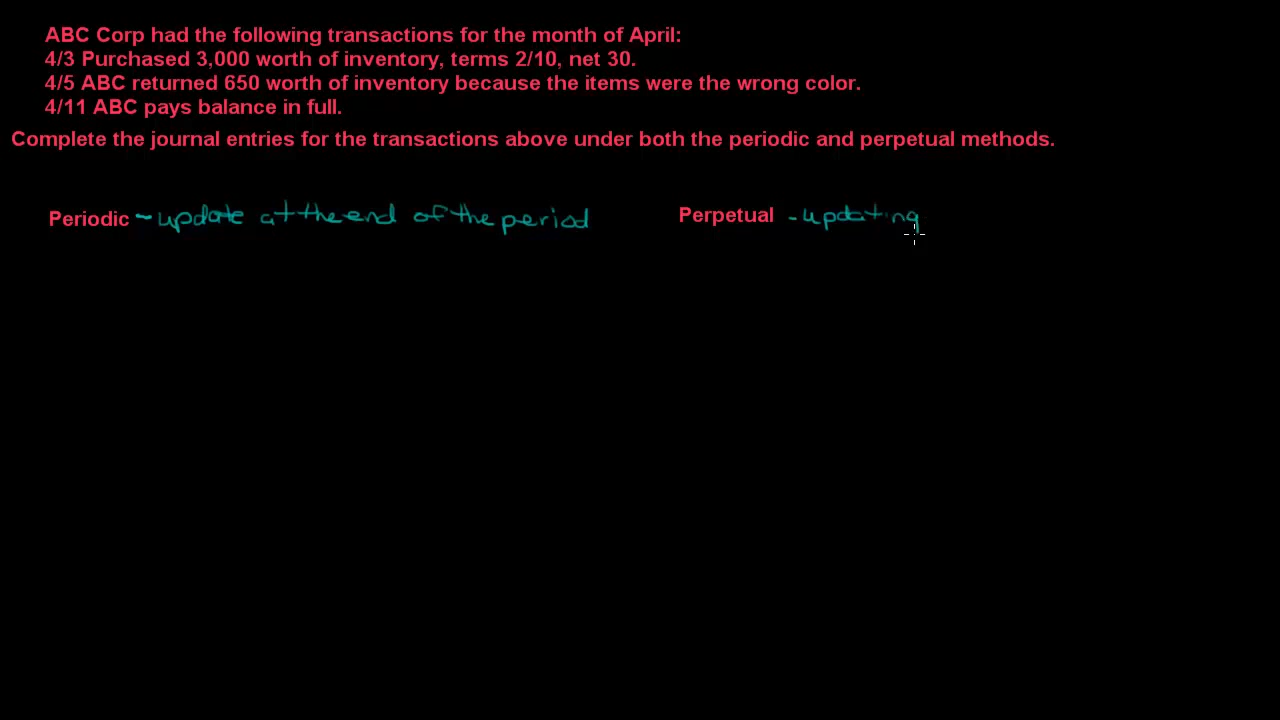 ABC Corp had the following transactions for the month of April:
4/3 Purchased 3,000 worth of inventory, terms 2/10, net 30.
4/5 ABC returned 650 worth of inventory because the items were the wrong color.
4/11 ABC pays balance in full.
Complete the journal entries for the transactions above under both the periodic and perpetual methods.
Periodic - update at the end of the period
Perpetual - updating